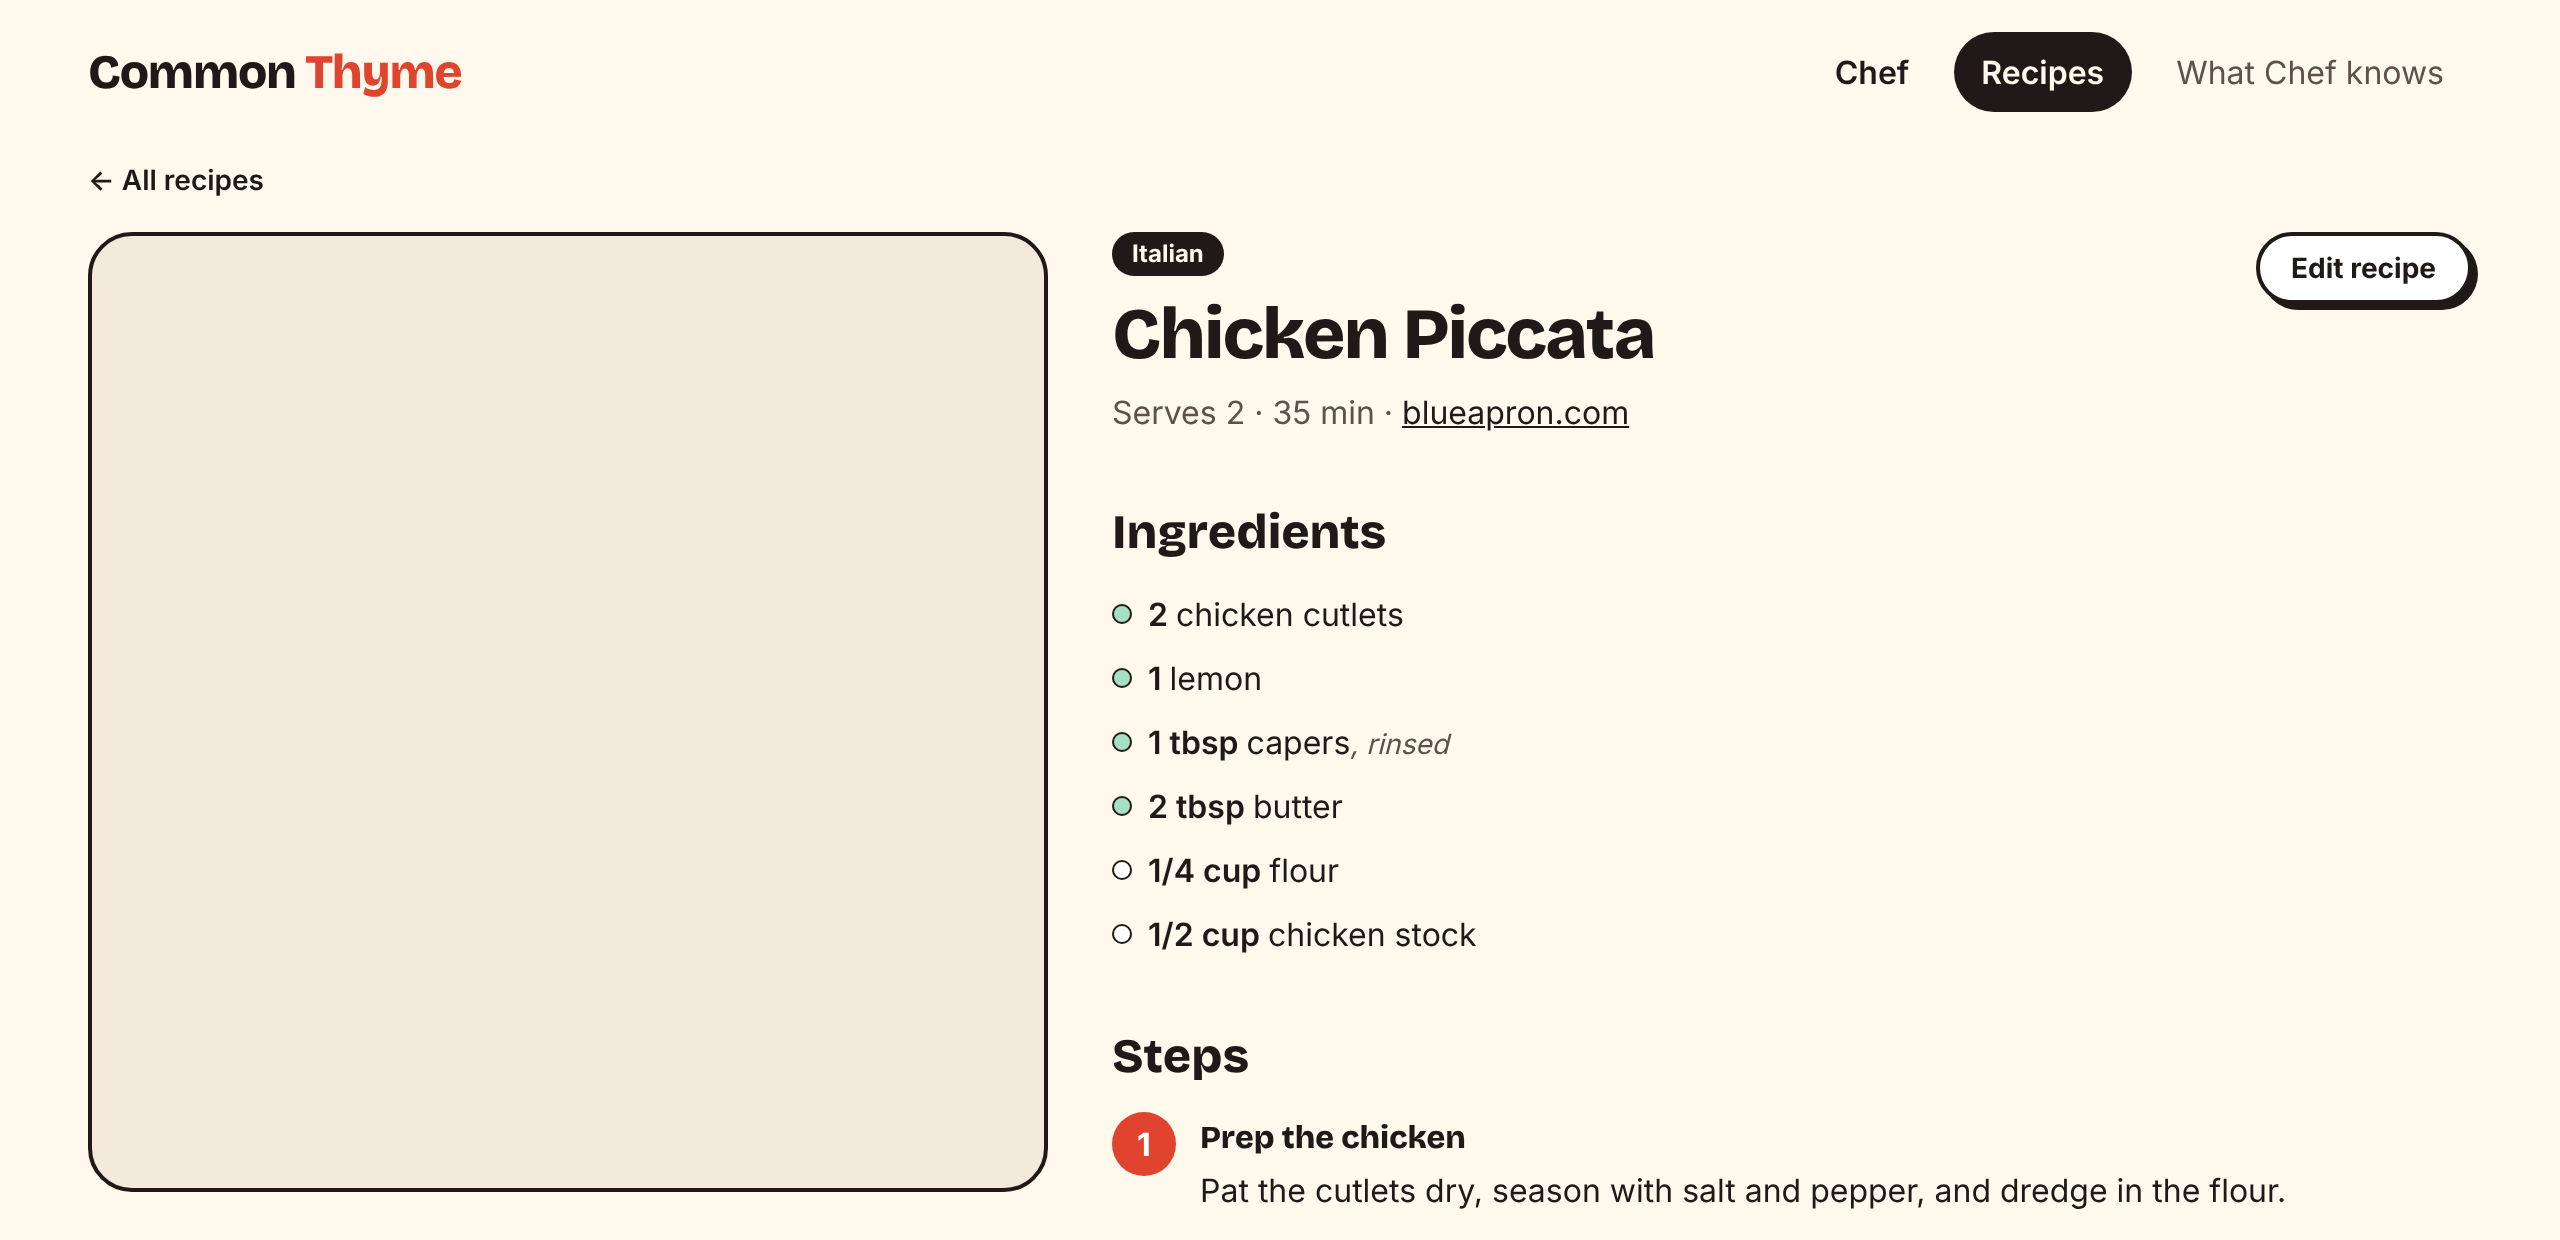 Common Thyme
Chef
Recipes
What Chef knows
← All recipes
Italian
Edit recipe
Chicken Piccata
Serves 2 · 35 min · blueapron.com
Ingredients
2 chicken cutlets
1 lemon
1 tbsp capers, rinsed
2 tbsp butter
1/4 cup flour
1/2 cup chicken stock
Steps
1
Prep the chicken
Pat the cutlets dry, season with salt and pepper, and dredge in the flour.